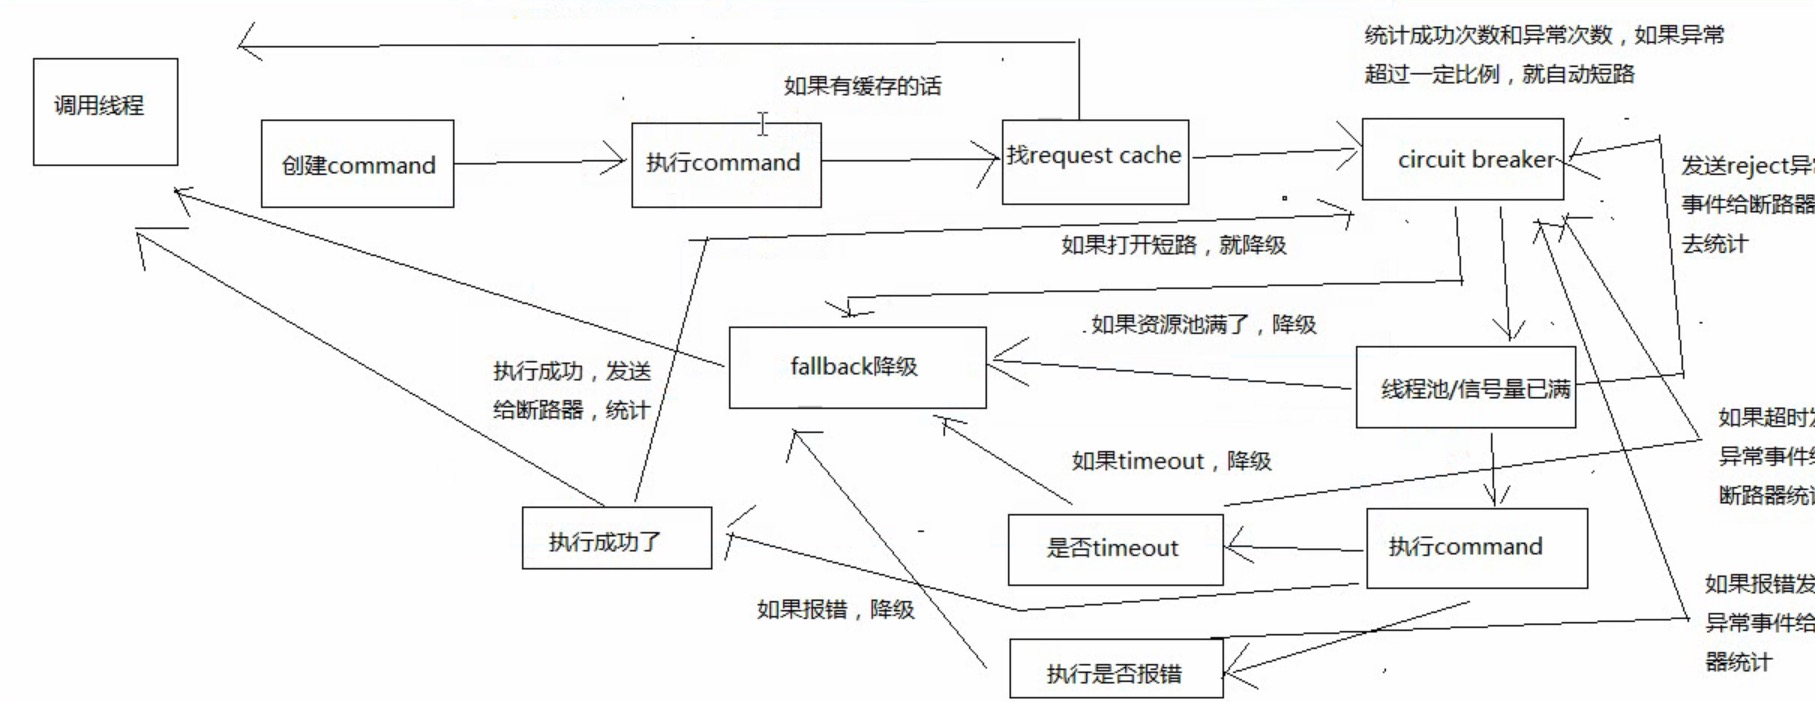 统计成功次数和异常次数，如果异常
超过一定比例，就自动短路
调用线程
如果有缓存的话
创建command
执行command
找request cache
circuit breaker
发送reject异
事件给断路器
去统计
如果打开短路，就降级
.如果资源池满了，降级
fallback降级
执行成功，发送
给断路器，统计
线程池/信号量已满
如果超时
异常事件
断路器统
如果timeout，降级
执行成功了
是否timeout
执行command
如果报错，降级
如果报错发
异常事件给
器统计
执行是否报错